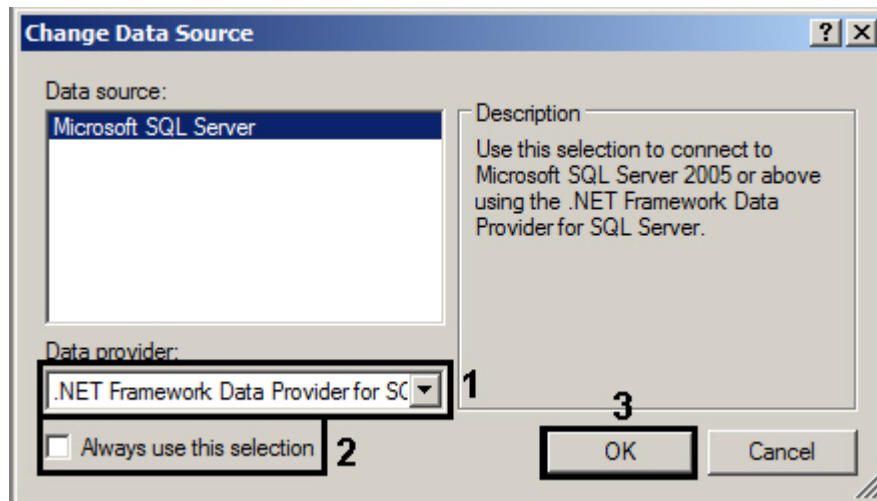 Change Data Source
? X
Data source:
Microsoft SQL Server
Description
Use this selection to connect to
Microsoft SQL Server 2005 or above
using the .NET Framework Data
Provider for SQL Server.
Data provider:
.NET Framework Data Provider for SQ
1
Always use this selection
2
3
OK
Cancel